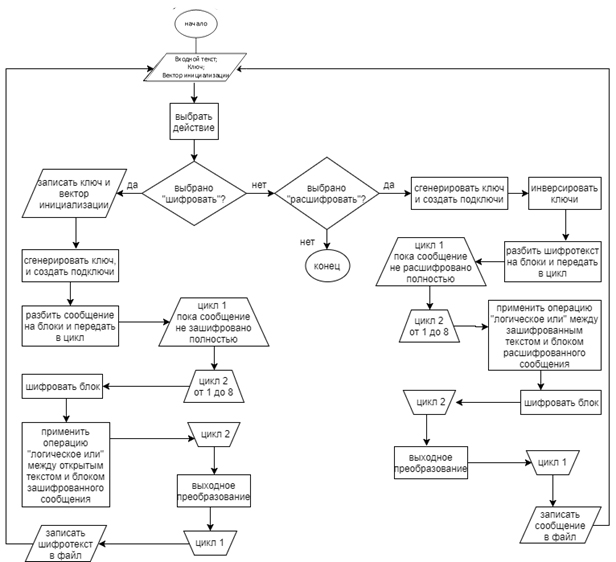 начало
Входной текст;
Ключ;
Вектор инициализации
выбрать
действие
выбрано
"шифровать"?
да
нет
записать ключ и
вектор
инициализации
сгенерировать ключ,
и создать подключи
разбить сообщение
на блоки и передать
в цикл
цикл 1
пока сообщение
не зашифровано
полностью
цикл 2
от 1 до 8
шифровать блок
применить
операцию
"логическое или"
между открытым
текстом и блоком
зашифрованного
сообщения
цикл 2
выходное
преобразование
цикл 1
записать
шифротекст
в файл
выбрано
"расшифровать"?
да
нет
конец
сгенерировать ключ
и создать подключи
инверсировать
ключи
разбить шифротекст
на блоки и передать
в цикл
цикл 1
пока сообщение
не расшифровано
полностью
цикл 2
от 1 до 8
применить операцию
"логическое или" между
зашифрованным
текстом и блоком
расшифрованного
сообщения
шифровать блок
цикл 2
выходное
преобразование
цикл 1
записать
сообщение
в файл